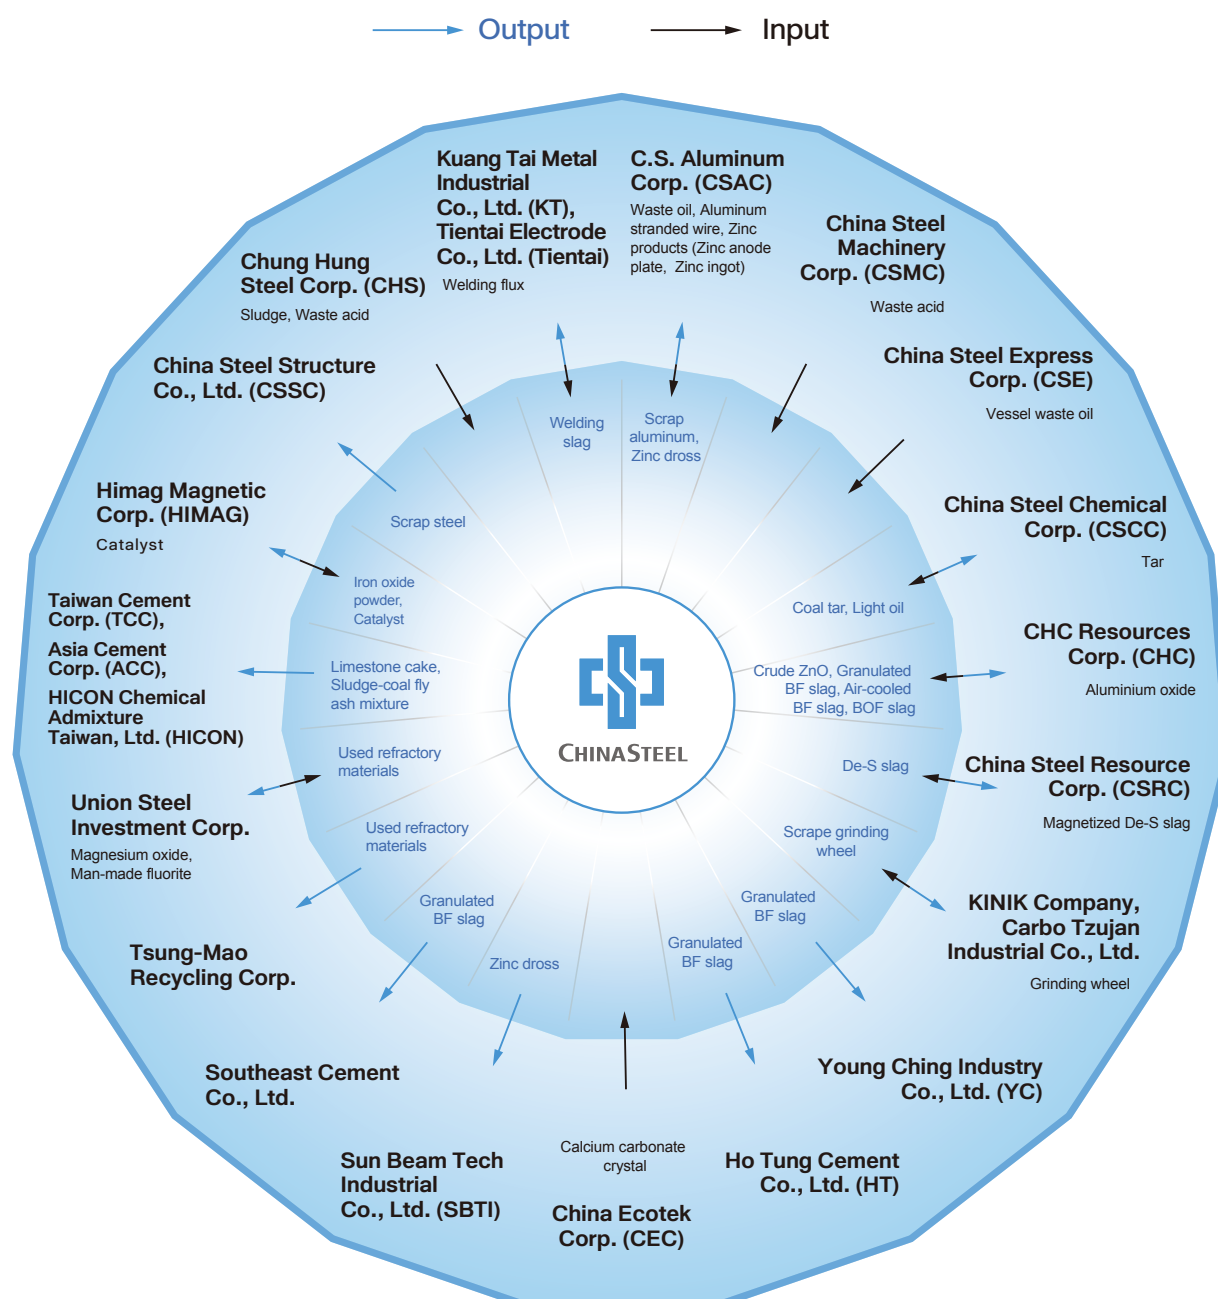 Output
Input
Kuang Tai Metal
Industrial
Co., Ltd. (KT),
Tientai Electrode
Co., Ltd. (Tientai)
Welding flux
C.S. Aluminum
Corp. (CSAC)
Waste oil, Aluminum
stranded wire, Zinc
products (Zinc anode
plate, Zinc ingot)
China Steel
Machinery
Corp. (CSMC)
Waste acid
China Steel Express
Corp. (CSE)
Vessel waste oil
China Steel Chemical
Corp. (CSCC)
Tar
CHC Resources
Corp. (CHC)
Aluminium oxide
China Steel Resource
Corp. (CSRC)
Magnetized De-S slag
KINIK Company,
Carbo Tzujan
Industrial Co., Ltd.
Grinding wheel
Young Ching Industry
Co., Ltd. (YC)
Ho Tung Cement
Co., Ltd. (HT)
Calcium carbonate
crystal
China Ecotek
Corp. (CEC)
Sun Beam Tech
Industrial
Co., Ltd. (SBTI)
Southeast Cement
Co., Ltd.
Tsung-Mao
Recycling Corp.
Union Steel
Investment Corp.
Magnesium oxide,
Man-made fluorite
Taiwan Cement
Corp. (TCC),
Asia Cement
Corp. (ACC),
HICON Chemical
Admixture
Taiwan, Ltd. (HICON)
Himag Magnetic
Corp. (HIMAG)
Catalyst
China Steel Structure
Co., Ltd. (CSSC)
Chung Hung
Steel Corp. (CHS)
Sludge, Waste acid
Welding
slag
Scrap
aluminum,
Zinc dross
Coal tar, Light oil
Crude ZnO, Granulated
BF slag, Air-cooled
BF slag, BOF slag
De-S slag
Scrape grinding
wheel
Granulated
BF slag
Granulated
BF slag
Zinc dross
Granulated
BF slag
Used refractory
materials
Used refractory
materials
Limestone cake,
Sludge-coal fly
ash mixture
Iron oxide
powder,
Catalyst
Scrap steel
CHINASTEEL